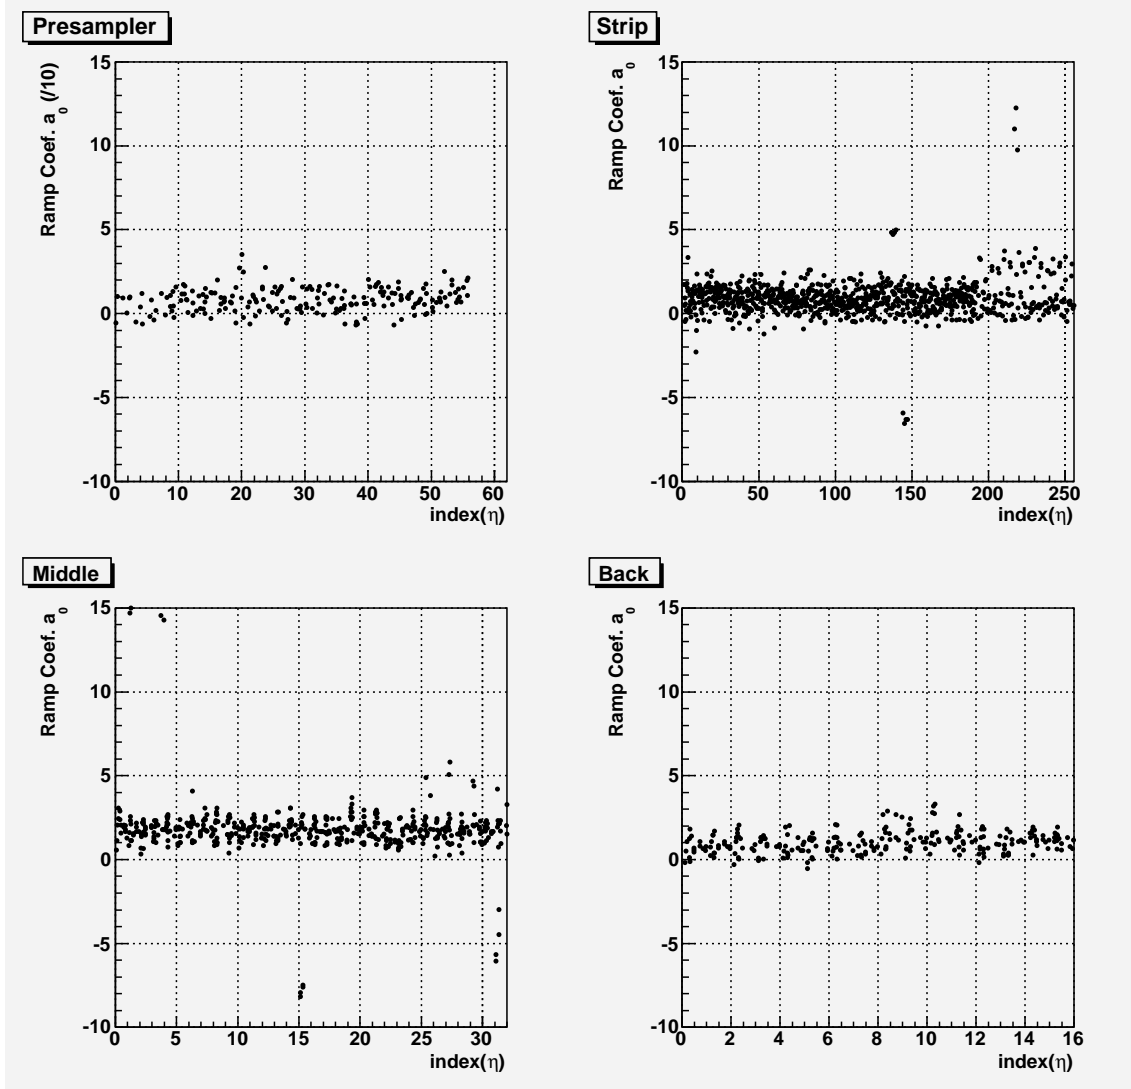 Presampler
Ramp Coef. a0 (/10)
15
10
5
0
-5
-10
0 10 20 30 40 50 60
index(η)
Strip
Ramp Coef. a0
15
10
5
0
-5
-10
0 50 100 150 200 250
index(η)
Middle
Ramp Coef. a0
15
10
5
0
-5
-10
0 5 10 15 20 25 30
index(η)
Back
Ramp Coef. a0
15
10
5
0
-5
-10
0 2 4 6 8 10 12 14 16
index(η)